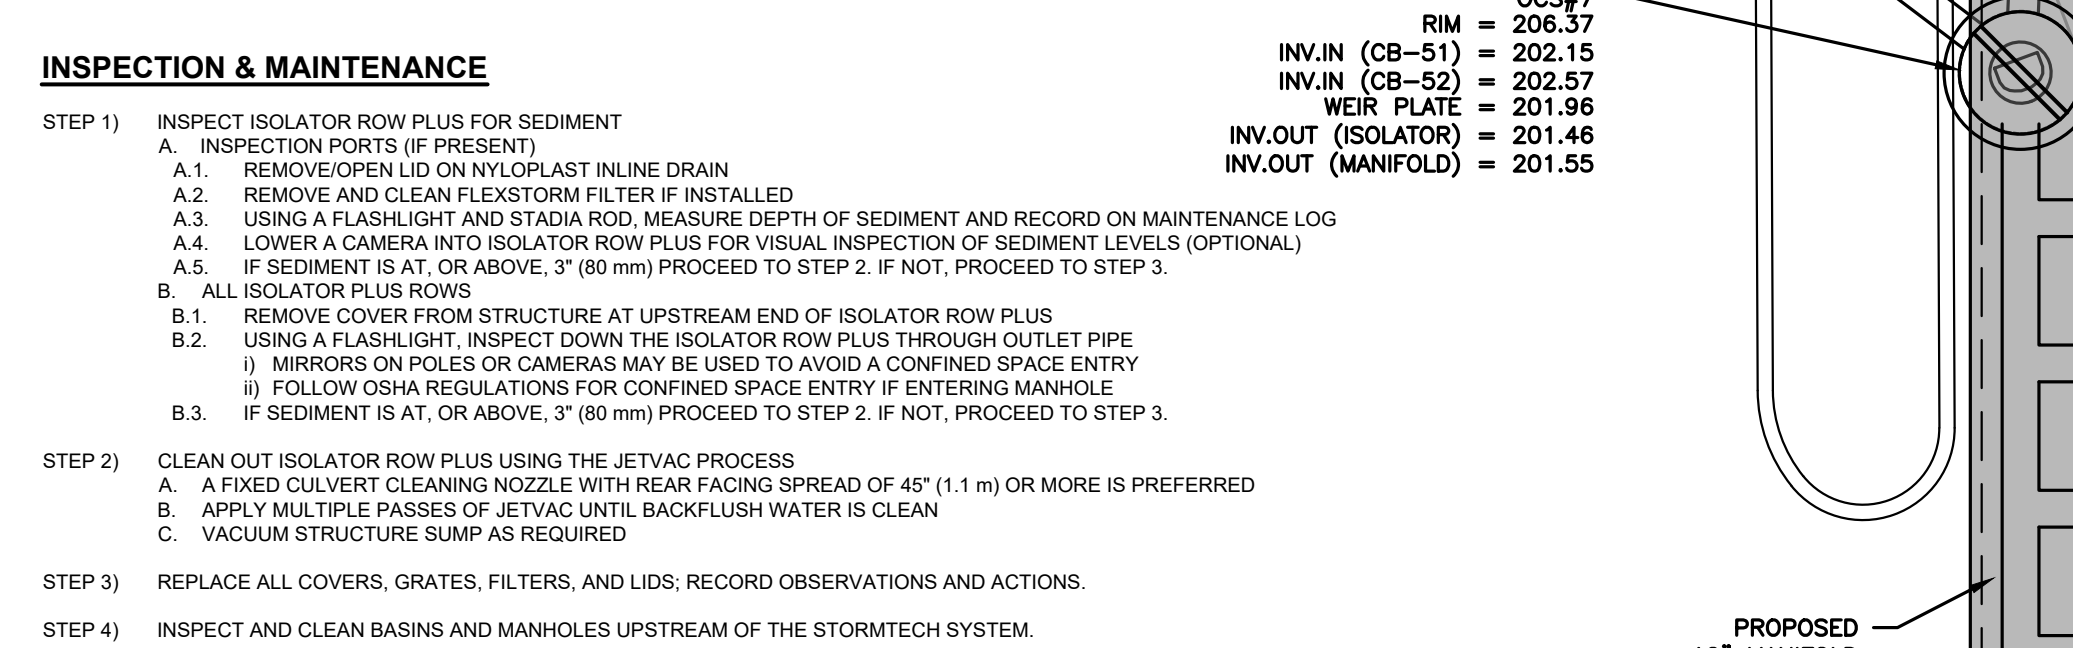 INSPECTION & MAINTENANCE
STEP 1) INSPECT ISOLATOR ROW PLUS FOR SEDIMENT
A. INSPECTION PORTS (IF PRESENT)
A.1. REMOVE/OPEN LID ON NYLOPLAST INLINE DRAIN
A.2. REMOVE AND CLEAN FLEXSTORM FILTER IF INSTALLED
A.3. USING A FLASHLIGHT AND STADIA ROD, MEASURE DEPTH OF SEDIMENT AND RECORD ON MAINTENANCE LOG
A.4. LOWER A CAMERA INTO ISOLATOR ROW PLUS FOR VISUAL INSPECTION OF SEDIMENT LEVELS (OPTIONAL)
A.5. IF SEDIMENT IS AT, OR ABOVE, 3" (80 mm) PROCEED TO STEP 2. IF NOT, PROCEED TO STEP 3.
B. ALL ISOLATOR PLUS ROWS
B.1. REMOVE COVER FROM STRUCTURE AT UPSTREAM END OF ISOLATOR ROW PLUS
B.2. USING A FLASHLIGHT, INSPECT DOWN THE ISOLATOR ROW PLUS THROUGH OUTLET PIPE
i) MIRRORS ON POLES OR CAMERAS MAY BE USED TO AVOID A CONFINED SPACE ENTRY
ii) FOLLOW OSHA REGULATIONS FOR CONFINED SPACE ENTRY IF ENTERING MANHOLE
B.3. IF SEDIMENT IS AT, OR ABOVE, 3" (80 mm) PROCEED TO STEP 2. IF NOT, PROCEED TO STEP 3.
STEP 2) CLEAN OUT ISOLATOR ROW PLUS USING THE JETVAC PROCESS
A. A FIXED CULVERT CLEANING NOZZLE WITH REAR FACING SPREAD OF 45" (1.1 m) OR MORE IS PREFERRED
B. APPLY MULTIPLE PASSES OF JETVAC UNTIL BACKFLUSH WATER IS CLEAN
C. VACUUM STRUCTURE SUMP AS REQUIRED
STEP 3) REPLACE ALL COVERS, GRATES, FILTERS, AND LIDS; RECORD OBSERVATIONS AND ACTIONS.
STEP 4) INSPECT AND CLEAN BASINS AND MANHOLES UPSTREAM OF THE STORMTECH SYSTEM.
OCS#7
RIM = 206.37
INV.IN (CB-51) = 202.15
INV.IN (CB-52) = 202.57
WEIR PLATE = 201.96
INV.OUT (ISOLATOR) = 201.46
INV.OUT (MANIFOLD) = 201.55
PROPOSED
MANIFOLD